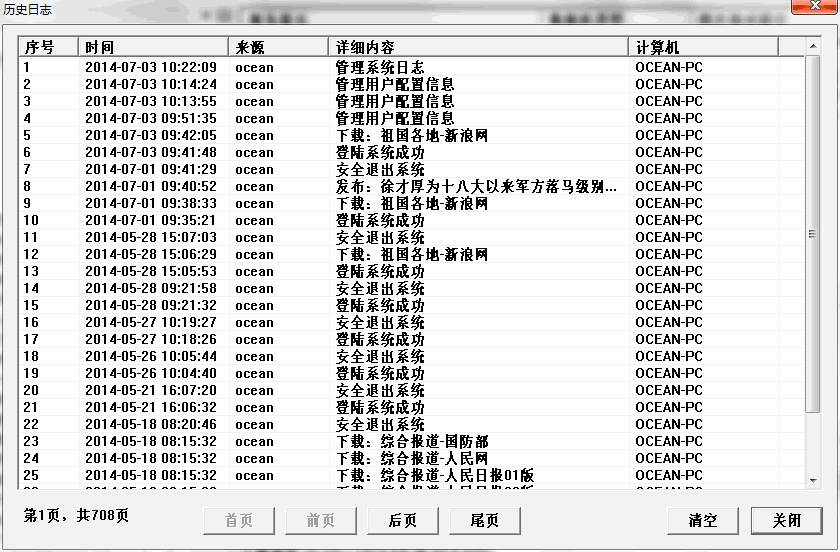 历史日志
序号 时间 来源 详细内容 计算机
1 2014-07-03 10:22:09 ocean 管理系统日志 OCEAN-PC
2 2014-07-03 10:14:24 ocean 管理用户配置信息 OCEAN-PC
3 2014-07-03 10:13:55 ocean 管理用户配置信息 OCEAN-PC
4 2014-07-03 09:51:35 ocean 管理用户配置信息 OCEAN-PC
5 2014-07-03 09:42:05 ocean 下载：祖国各地-新浪网 OCEAN-PC
6 2014-07-03 09:41:48 ocean 登陆系统成功 OCEAN-PC
7 2014-07-01 09:41:29 ocean 安全退出系统 OCEAN-PC
8 2014-07-01 09:40:52 ocean 发布：徐才厚为十八大以来军方落马级别... OCEAN-PC
9 2014-07-01 09:38:33 ocean 下载：祖国各地-新浪网 OCEAN-PC
10 2014-07-01 09:35:21 ocean 登陆系统成功 OCEAN-PC
11 2014-05-28 15:07:03 ocean 安全退出系统 OCEAN-PC
12 2014-05-28 15:06:29 ocean 下载：祖国各地-新浪网 OCEAN-PC
13 2014-05-28 15:05:53 ocean 登陆系统成功 OCEAN-PC
14 2014-05-28 09:21:58 ocean 安全退出系统 OCEAN-PC
15 2014-05-28 09:21:32 ocean 登陆系统成功 OCEAN-PC
16 2014-05-27 10:19:27 ocean 安全退出系统 OCEAN-PC
17 2014-05-27 10:18:26 ocean 登陆系统成功 OCEAN-PC
18 2014-05-26 10:05:44 ocean 安全退出系统 OCEAN-PC
19 2014-05-26 10:04:40 ocean 登陆系统成功 OCEAN-PC
20 2014-05-21 16:07:20 ocean 安全退出系统 OCEAN-PC
21 2014-05-21 16:06:32 ocean 登陆系统成功 OCEAN-PC
22 2014-05-18 08:20:46 ocean 安全退出系统 OCEAN-PC
23 2014-05-18 08:15:32 ocean 下载：综合报道-国防部 OCEAN-PC
24 2014-05-18 08:15:32 ocean 下载：综合报道-人民网 OCEAN-PC
25 2014-05-18 08:15:32 ocean 下载：综合报道-人民日报01版 OCEAN-PC
第1页，共708页 首页 前页 后页 尾页 清空 关闭